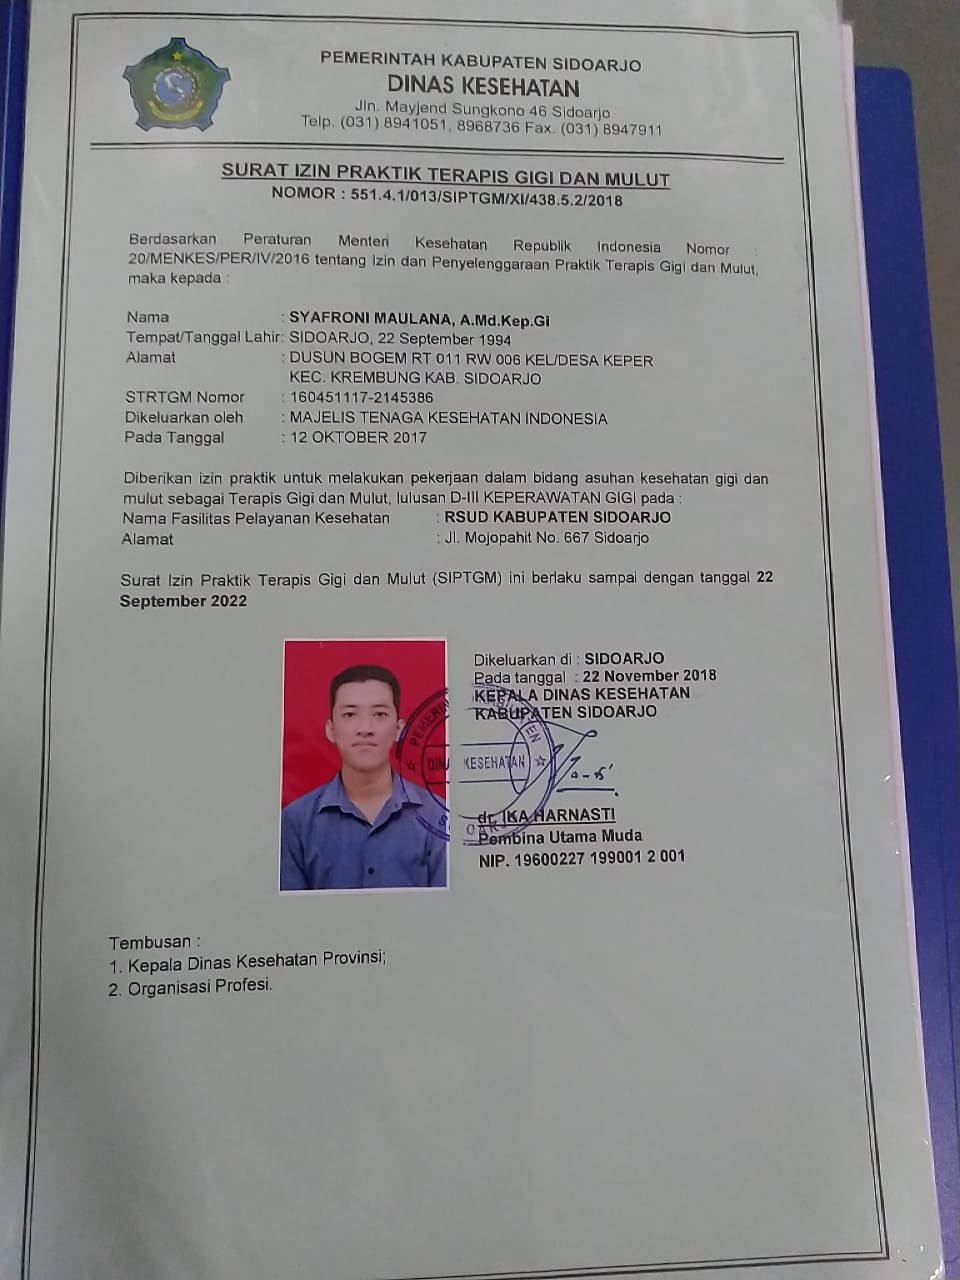 PEMERINTAH KABUPATEN SIDOARJO
DINAS KESEHATAN
Jln. Mayjend Sungkono 46 Sidoarjo
Telp. (031) 8941051, 8968736 Fax. (031) 8947911
SURAT IZIN PRAKTIK TERAPIS GIGI DAN MULUT
NOMOR : 551.4.1/013/SIPTGM/XI/438.5.2/2018
Berdasarkan Peraturan Menteri Kesehatan Republik Indonesia Nomor :
20/MENKES/PER/IV/2016 tentang Izin dan Penyelenggaraan Praktik Terapis Gigi dan Mulut,
maka kepada :
Nama : SYAFRONI MAULANA, A.Md.Kep.Gi
Tempat/Tanggal Lahir: SIDOARJO, 22 September 1994
Alamat : DUSUN BOGEM RT 011 RW 006 KEL/DESA KEPER
KEC. KREMBUNG KAB. SIDOARJO
STRTGM Nomor : 160451117-2145386
Dikeluarkan oleh : MAJELIS TENAGA KESEHATAN INDONESIA
Pada Tanggal : 12 OKTOBER 2017
Diberikan izin praktik untuk melakukan pekerjaan dalam bidang asuhan kesehatan gigi dan
mulut sebagai Terapis Gigi dan Mulut, lulusan D-III KEPERAWATAN GIGI pada :
Nama Fasilitas Pelayanan Kesehatan : RSUD KABUPATEN SIDOARJO
Alamat : Jl. Mojopahit No. 667 Sidoarjo
Surat Izin Praktik Terapis Gigi dan Mulut (SIPTGM) ini berlaku sampai dengan tanggal 22
September 2022
Dikeluarkan di : SIDOARJO
Pada tanggal : 22 November 2018
KEPALA DINAS KESEHATAN
KABUPATEN SIDOARJO
DINAS KESEHATAN
dr. IKA HARNASTI
Pembina Utama Muda
NIP. 19600227 199001 2 001
Tembusan :
1. Kepala Dinas Kesehatan Provinsi;
2. Organisasi Profesi.